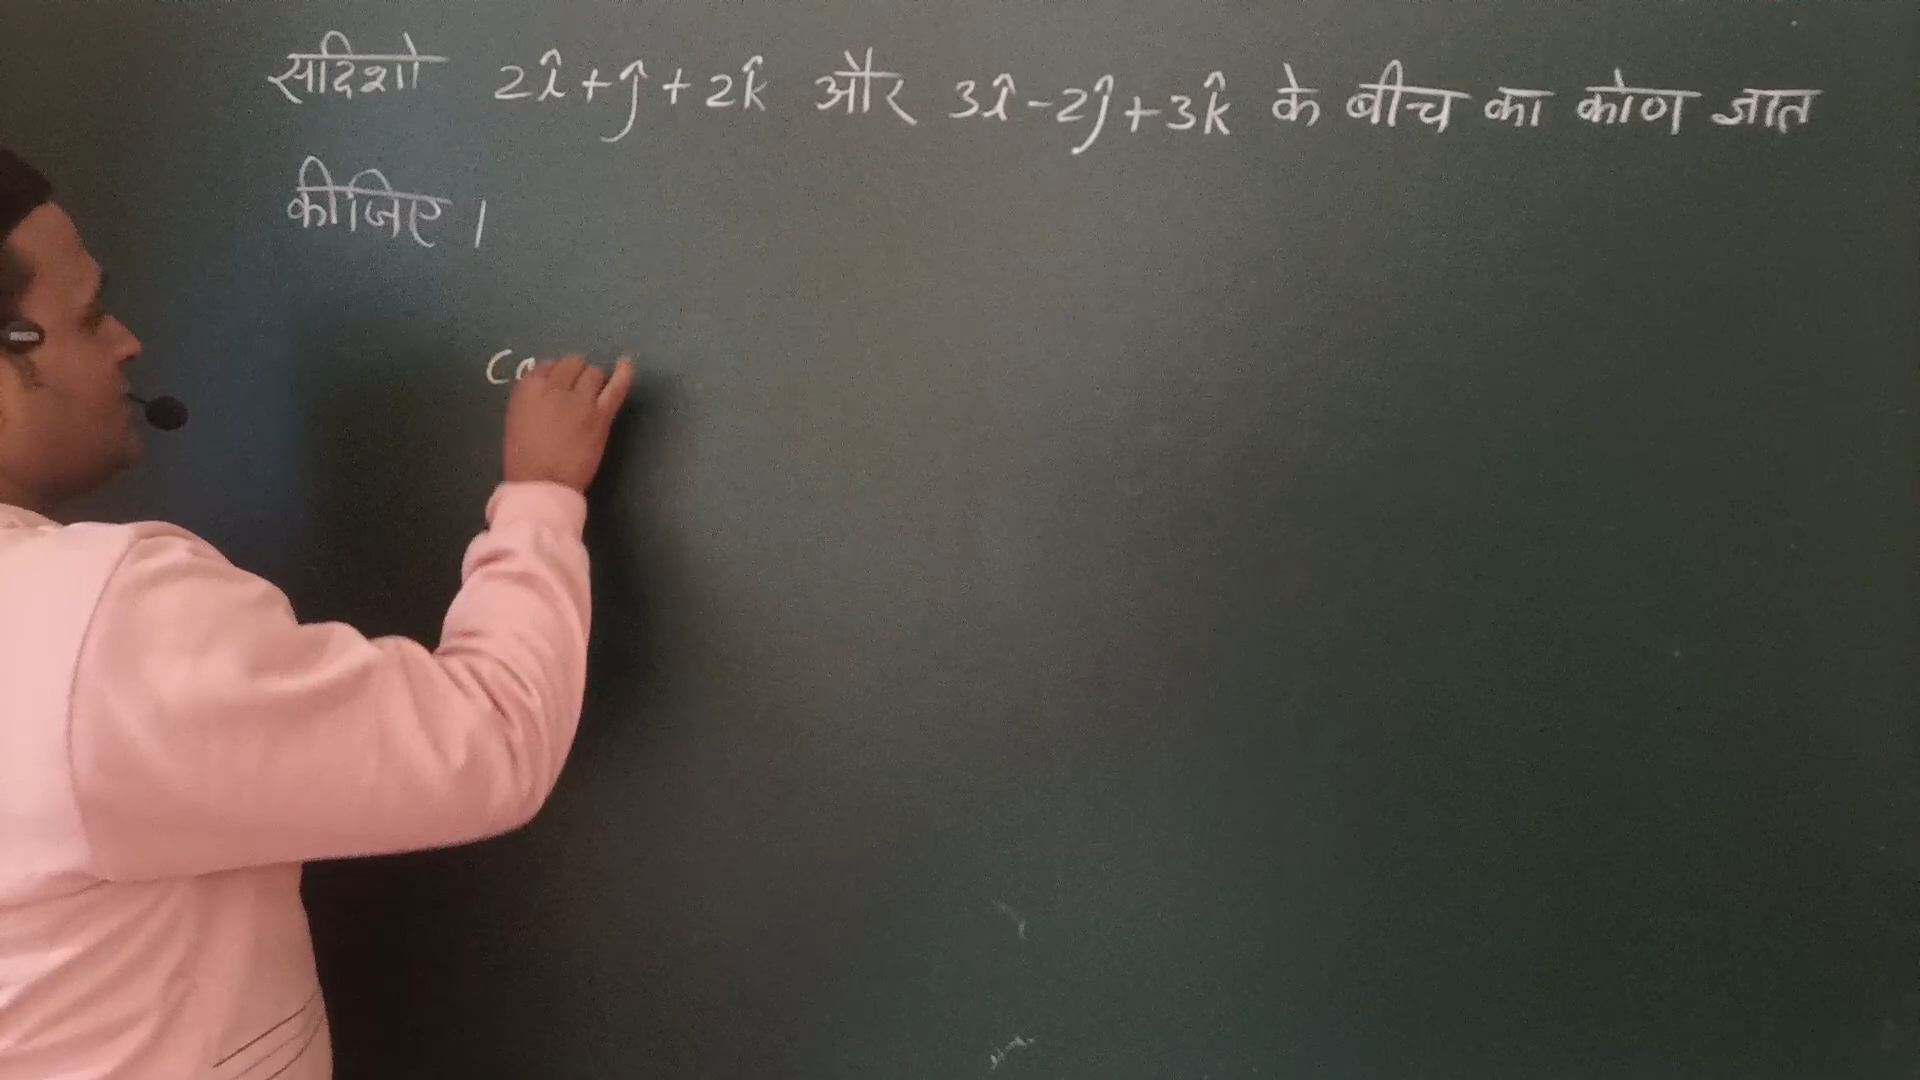 सदिशो 2î+ĵ+2k̂ और 3î-2ĵ+3k̂ के बीच का कोण ज्ञात
कीजिए।